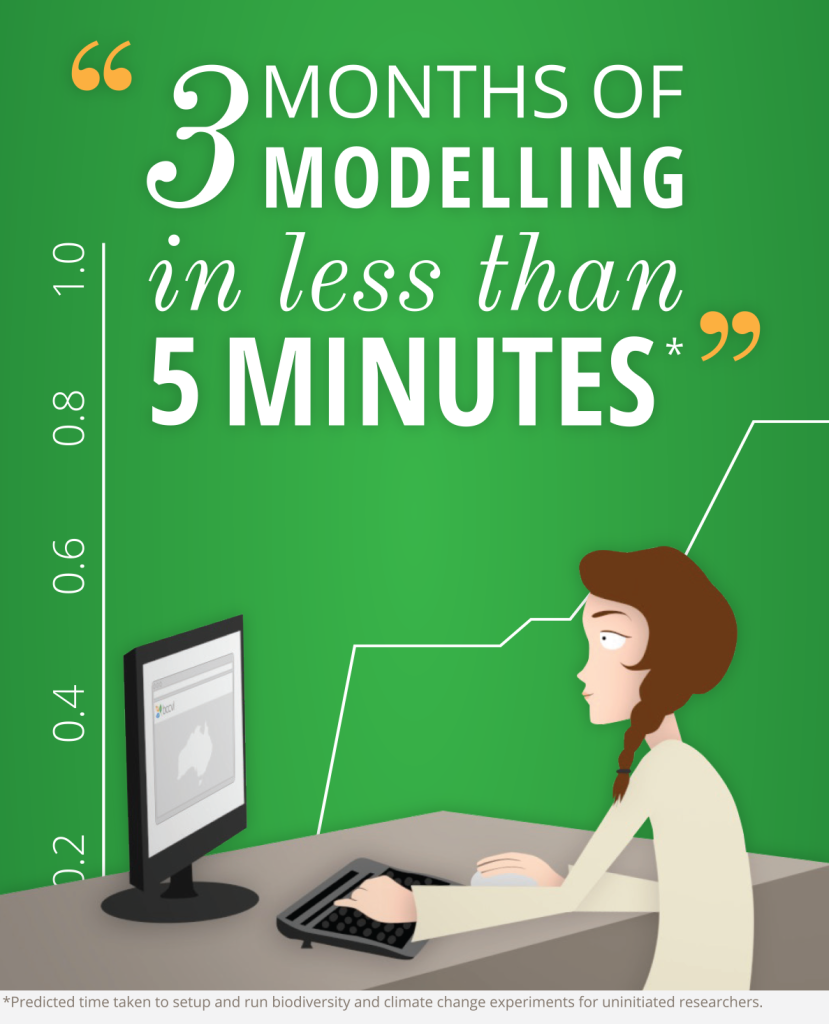 “ 3 MONTHS OF
MODELLING
in less than
5 MINUTES* ”
1.0
0.8
0.6
0.4
0.2
bccvl
*Predicted time taken to setup and run biodiversity and climate change experiments for uninitiated researchers.